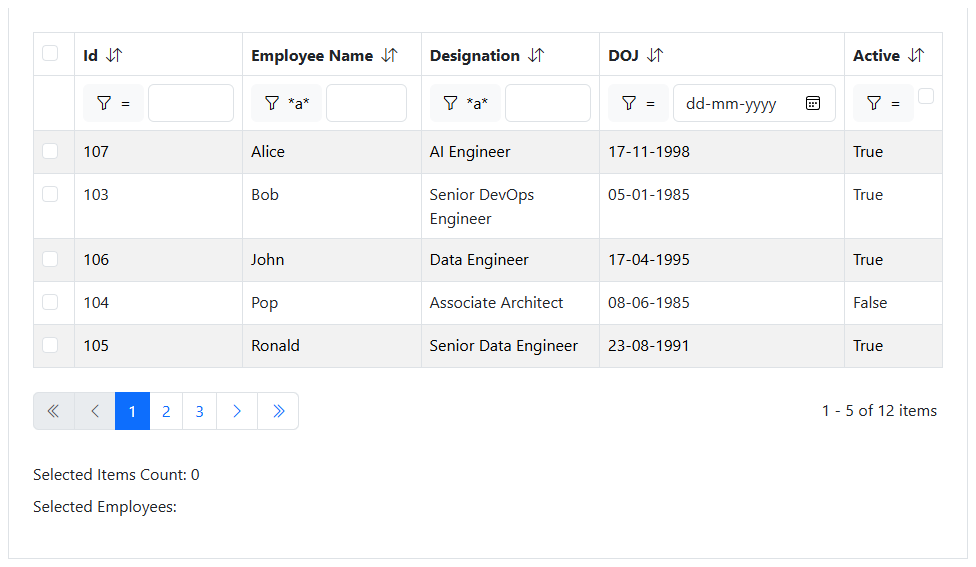 Id Employee Name Designation DOJ Active
= *a* *a* = dd-mm-yyyy =
107 Alice AI Engineer 17-11-1998 True
103 Bob Senior DevOps Engineer 05-01-1985 True
106 John Data Engineer 17-04-1995 True
104 Pop Associate Architect 08-06-1985 False
105 Ronald Senior Data Engineer 23-08-1991 True
« ‹ 1 2 3 › » 1 - 5 of 12 items
Selected Items Count: 0
Selected Employees: